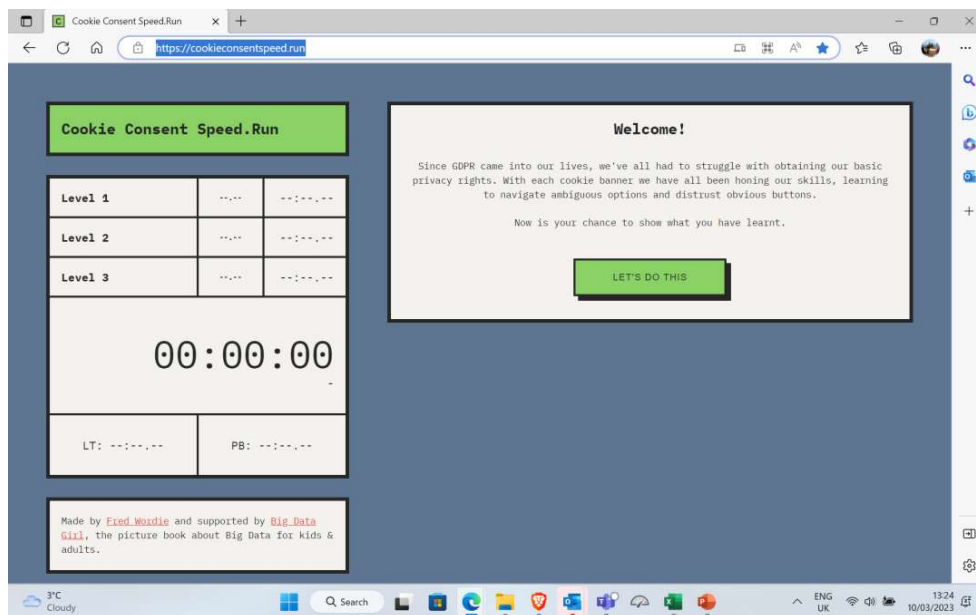 Cookie Consent Speed.Run
https://cookieconsentspeed.run
Cookie Consent Speed.Run
Level 1 --.-- --:--.--
Level 2 --.-- --:--.--
Level 3 --.-- --:--.--
00:00:00
-
LT: --:--.-- PB: --:--.--
Made by Fred Wordie and supported by Big Data
Girl, the picture book about Big Data for kids &
adults.
Welcome!
Since GDPR came into our lives, we've all had to struggle with obtaining our basic
privacy rights. With each cookie banner we have all been honing our skills, learning
to navigate ambiguous options and distrust obvious buttons.
Now is your chance to show what you have learnt.
LET'S DO THIS
3°C
Cloudy
Search
ENG
UK
13:24
10/03/2023